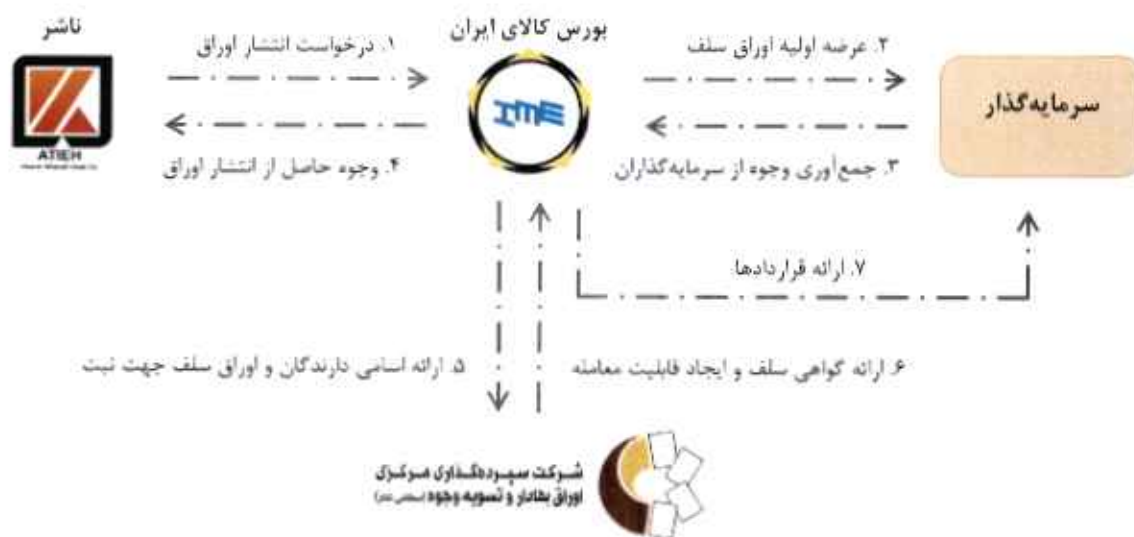 ناشر
بورس کالای ایران
۱. درخواست انتشار اوراق
۲. عرضه اولیه اوراق سلف
سرمایه‌گذار
IME
ATIEH
۴. وجوه حاصل از انتشار اوراق
۳. جمع‌آوری وجوه از سرمایه‌گذاران
۷. ارائه قراردادها
۵. ارائه اسامی دارندگان و اوراق سلف جهت ثبت
۶. ارائه گواهی سلف و ایجاد قابلیت معامله
شرکت سپرده‌گذاری مرکزی
اوراق بهادار و تسویه وجوه